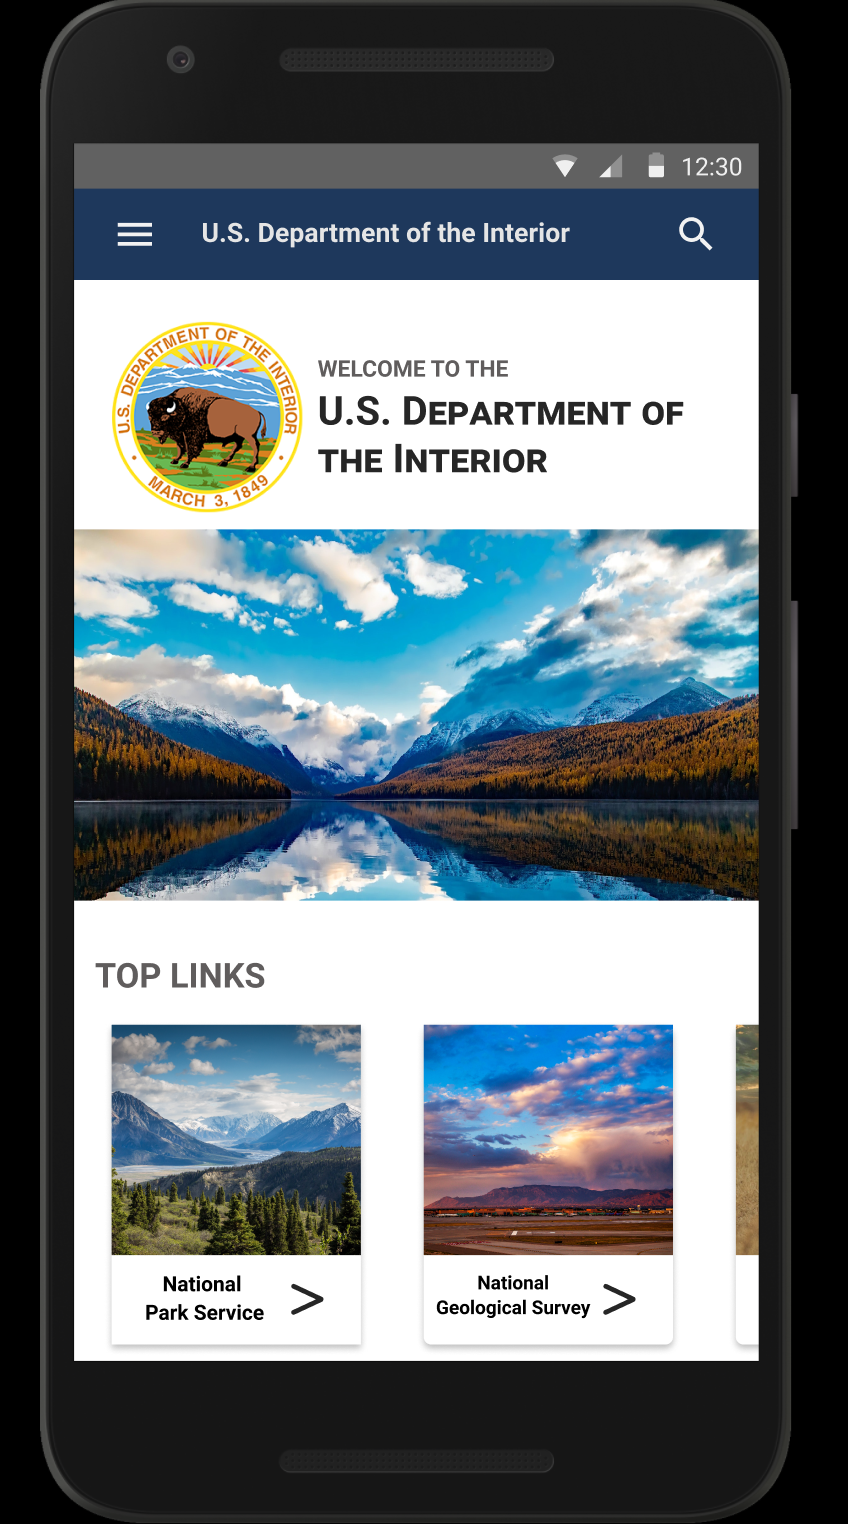 12:30
U.S. Department of the Interior
U.S. DEPARTMENT OF THE INTERIOR
MARCH 3, 1849
WELCOME TO THE
U.S. DEPARTMENT OF
THE INTERIOR
TOP LINKS
National
Park Service
>
National
Geological Survey
>